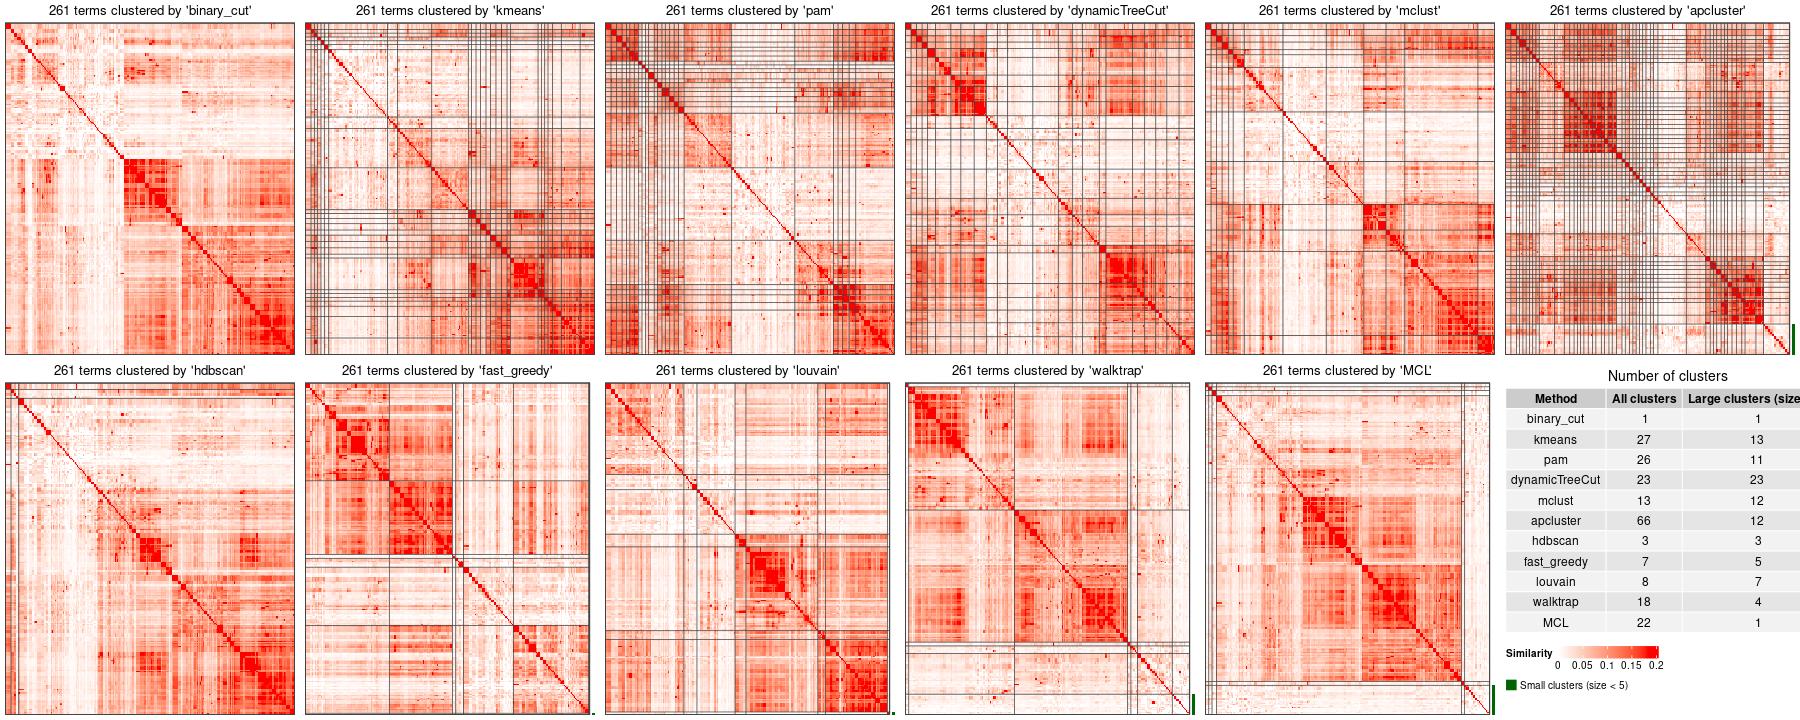 261 terms clustered by 'binary_cut'
261 terms clustered by 'kmeans'
261 terms clustered by 'pam'
261 terms clustered by 'dynamicTreeCut'
261 terms clustered by 'mclust'
261 terms clustered by 'apcluster'
261 terms clustered by 'hdbscan'
261 terms clustered by 'fast_greedy'
261 terms clustered by 'louvain'
261 terms clustered by 'walktrap'
261 terms clustered by 'MCL'
Number of clusters
Method All clusters Large clusters (size
binary_cut 1 1
kmeans 27 13
pam 26 11
dynamicTreeCut 23 23
mclust 13 12
apcluster 66 12
hdbscan 3 3
fast_greedy 7 5
louvain 8 7
walktrap 18 4
MCL 22 1
Similarity
0 0.05 0.1 0.15 0.2
Small clusters (size < 5)